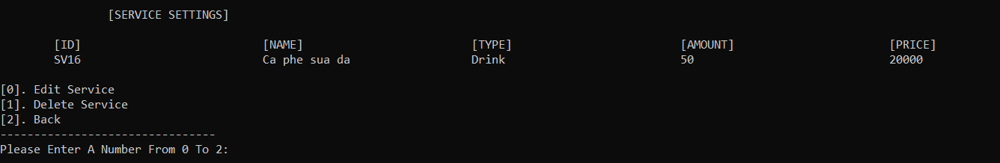 [SERVICE SETTINGS]
[ID] [NAME] [TYPE] [AMOUNT] [PRICE]
SV16 Ca phe sua da Drink 50 20000
[0]. Edit Service
[1]. Delete Service
[2]. Back
--------------------------------
Please Enter A Number From 0 To 2: